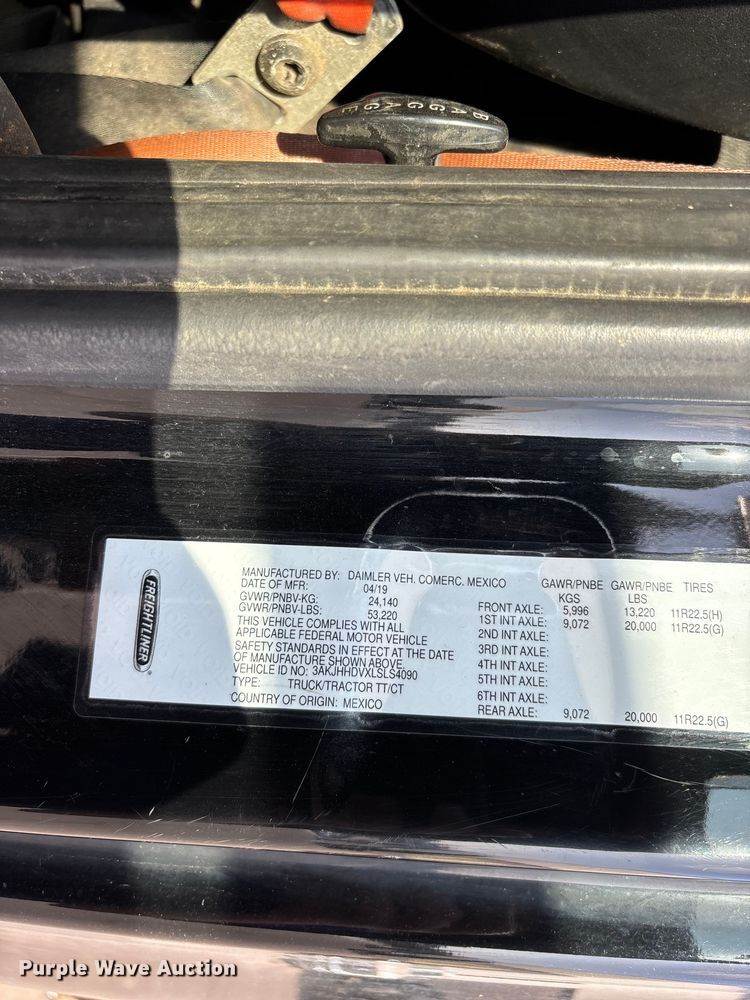 BAGGAGE
FREIGHTLINER
MANUFACTURED BY: DAIMLER VEH. COMERC. MEXICO
DATE OF MFR: 04/19
GVWR/PNBV-KG: 24,140
GVWR/PNBV-LBS: 53,220
THIS VEHICLE COMPLIES WITH ALL
APPLICABLE FEDERAL MOTOR VEHICLE
SAFETY STANDARDS IN EFFECT AT THE DATE
OF MANUFACTURE SHOWN ABOVE.
VEHICLE ID NO: 3AKJHHDVXLSLS4090
TYPE: TRUCK/TRACTOR TT/CT
COUNTRY OF ORIGIN: MEXICO
GAWR/PNBE GAWR/PNBE TIRES
KGS LBS
FRONT AXLE: 5,996 13,220 11R22.5(H)
1ST INT AXLE: 9,072 20,000 11R22.5(G)
2ND INT AXLE:
3RD INT AXLE:
4TH INT AXLE:
5TH INT AXLE:
6TH INT AXLE:
REAR AXLE: 9,072 20,000 11R22.5(G)
Purple Wave Auction